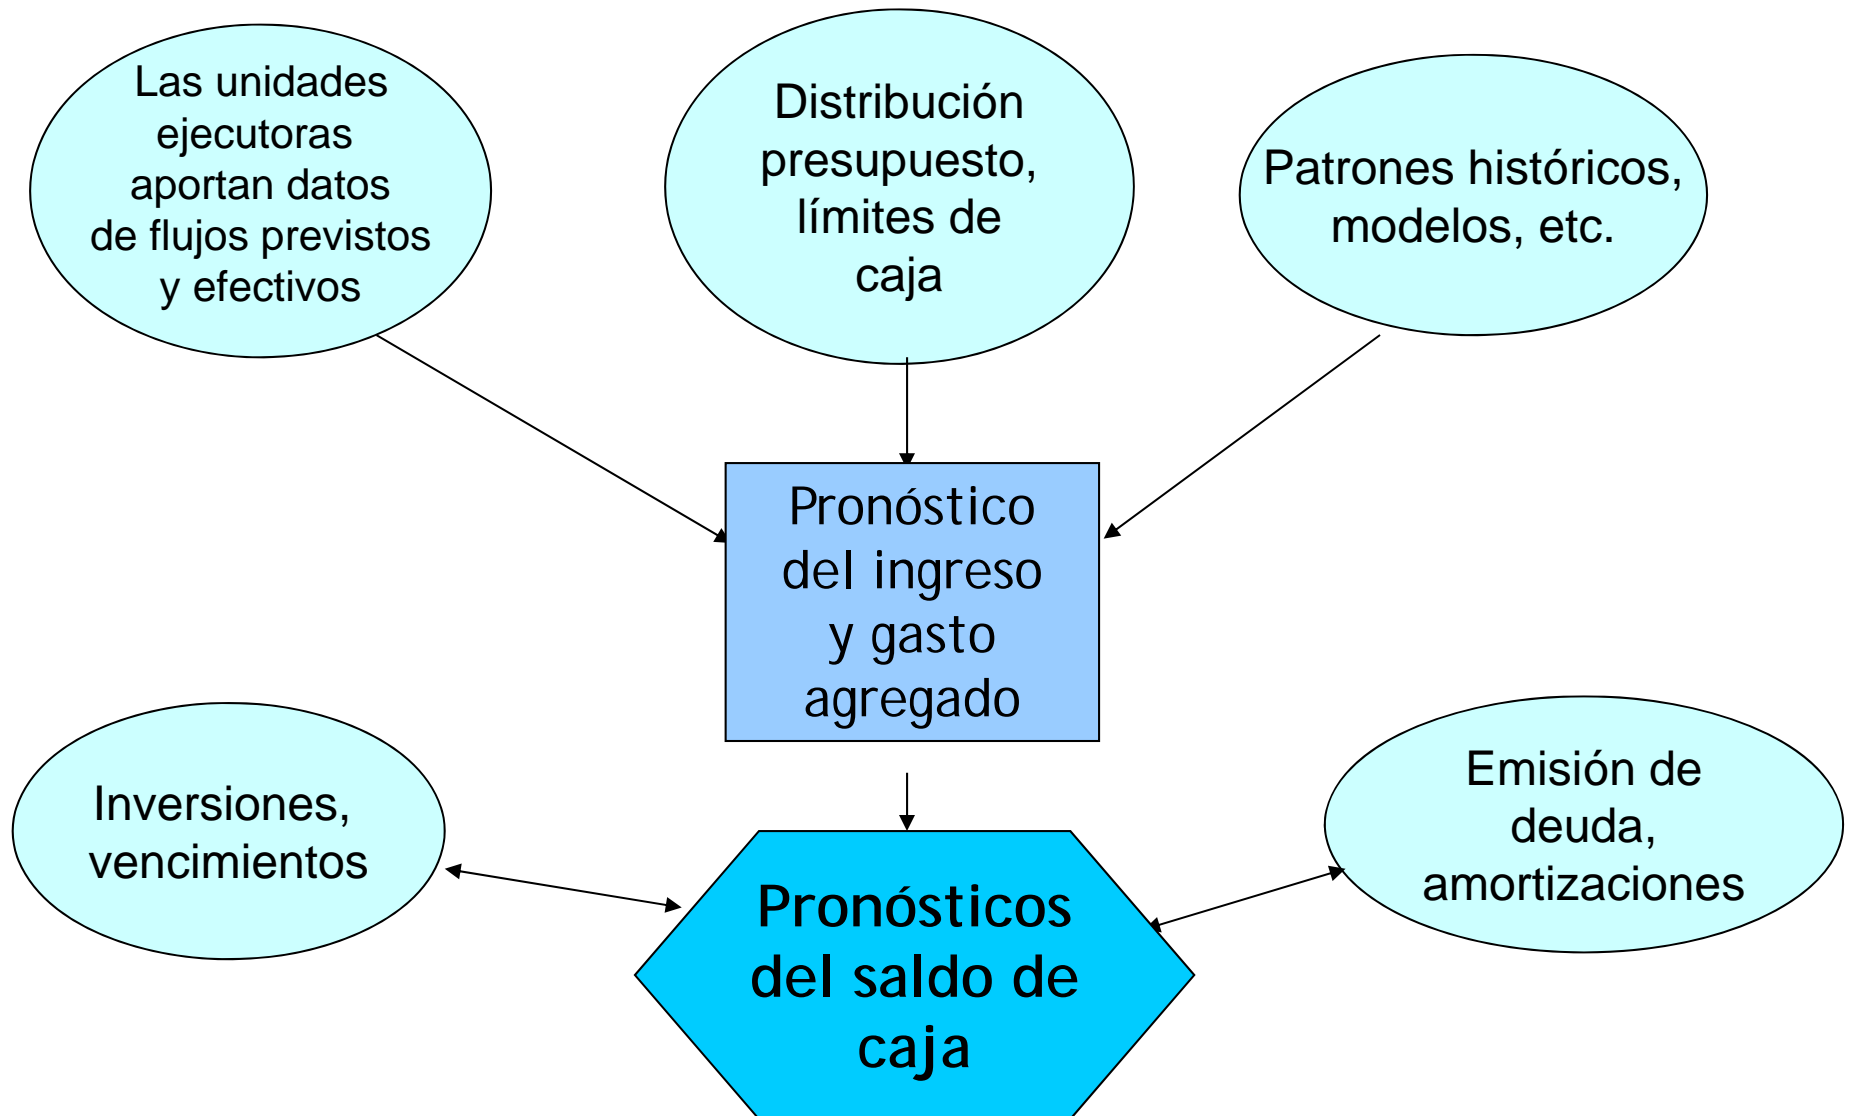 Las unidades
ejecutoras
aportan datos
de flujos previstos
y efectivos
Distribución
presupuesto,
límites de
caja
Patrones históricos,
modelos, etc.
Pronóstico
del ingreso
y gasto
agregado
Inversiones,
vencimientos
Emisión de
deuda,
amortizaciones
Pronósticos
del saldo de
caja